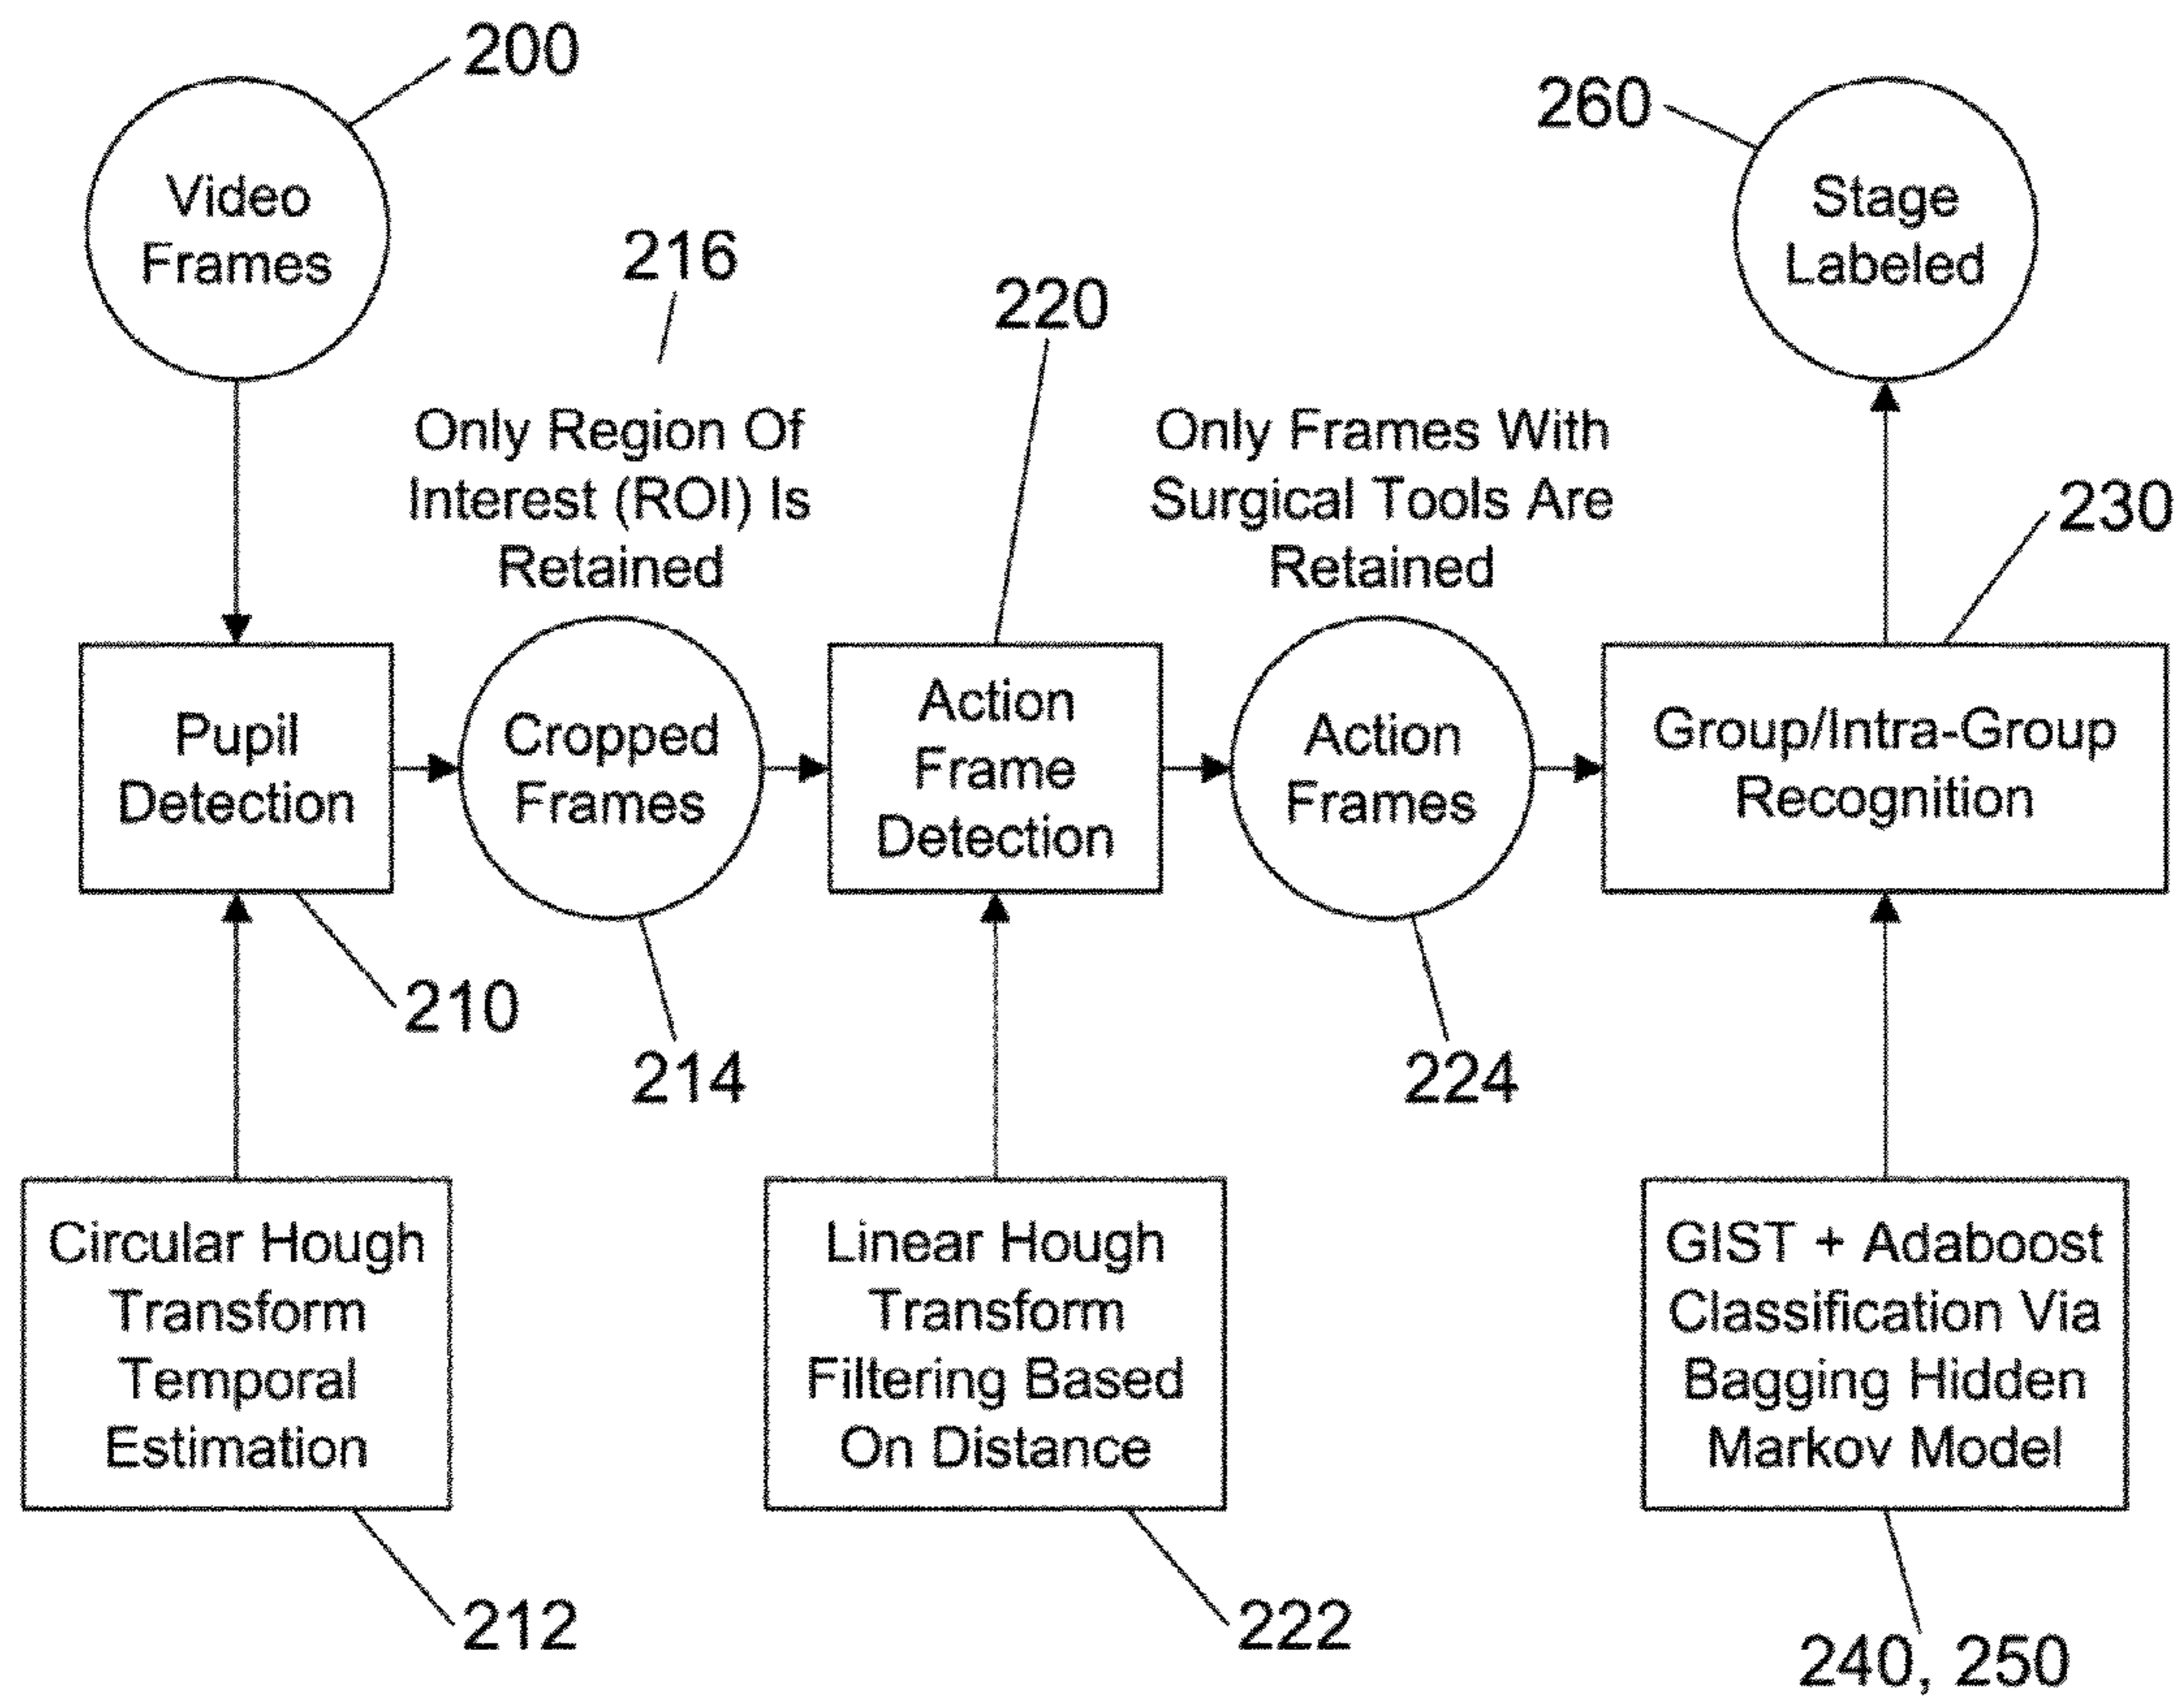 200
260
Video
Frames
Stage
Labeled
216
220
Only Region Of
Interest (ROI) Is
Retained
Only Frames With
Surgical Tools Are
Retained
230
Pupil
Detection
Cropped
Frames
Action
Frame
Detection
Action
Frames
Group/Intra-Group
Recognition
210
214
224
Circular Hough
Transform
Temporal
Estimation
Linear Hough
Transform
Filtering Based
On Distance
GIST + Adaboost
Classification Via
Bagging Hidden
Markov Model
212
222
240, 250